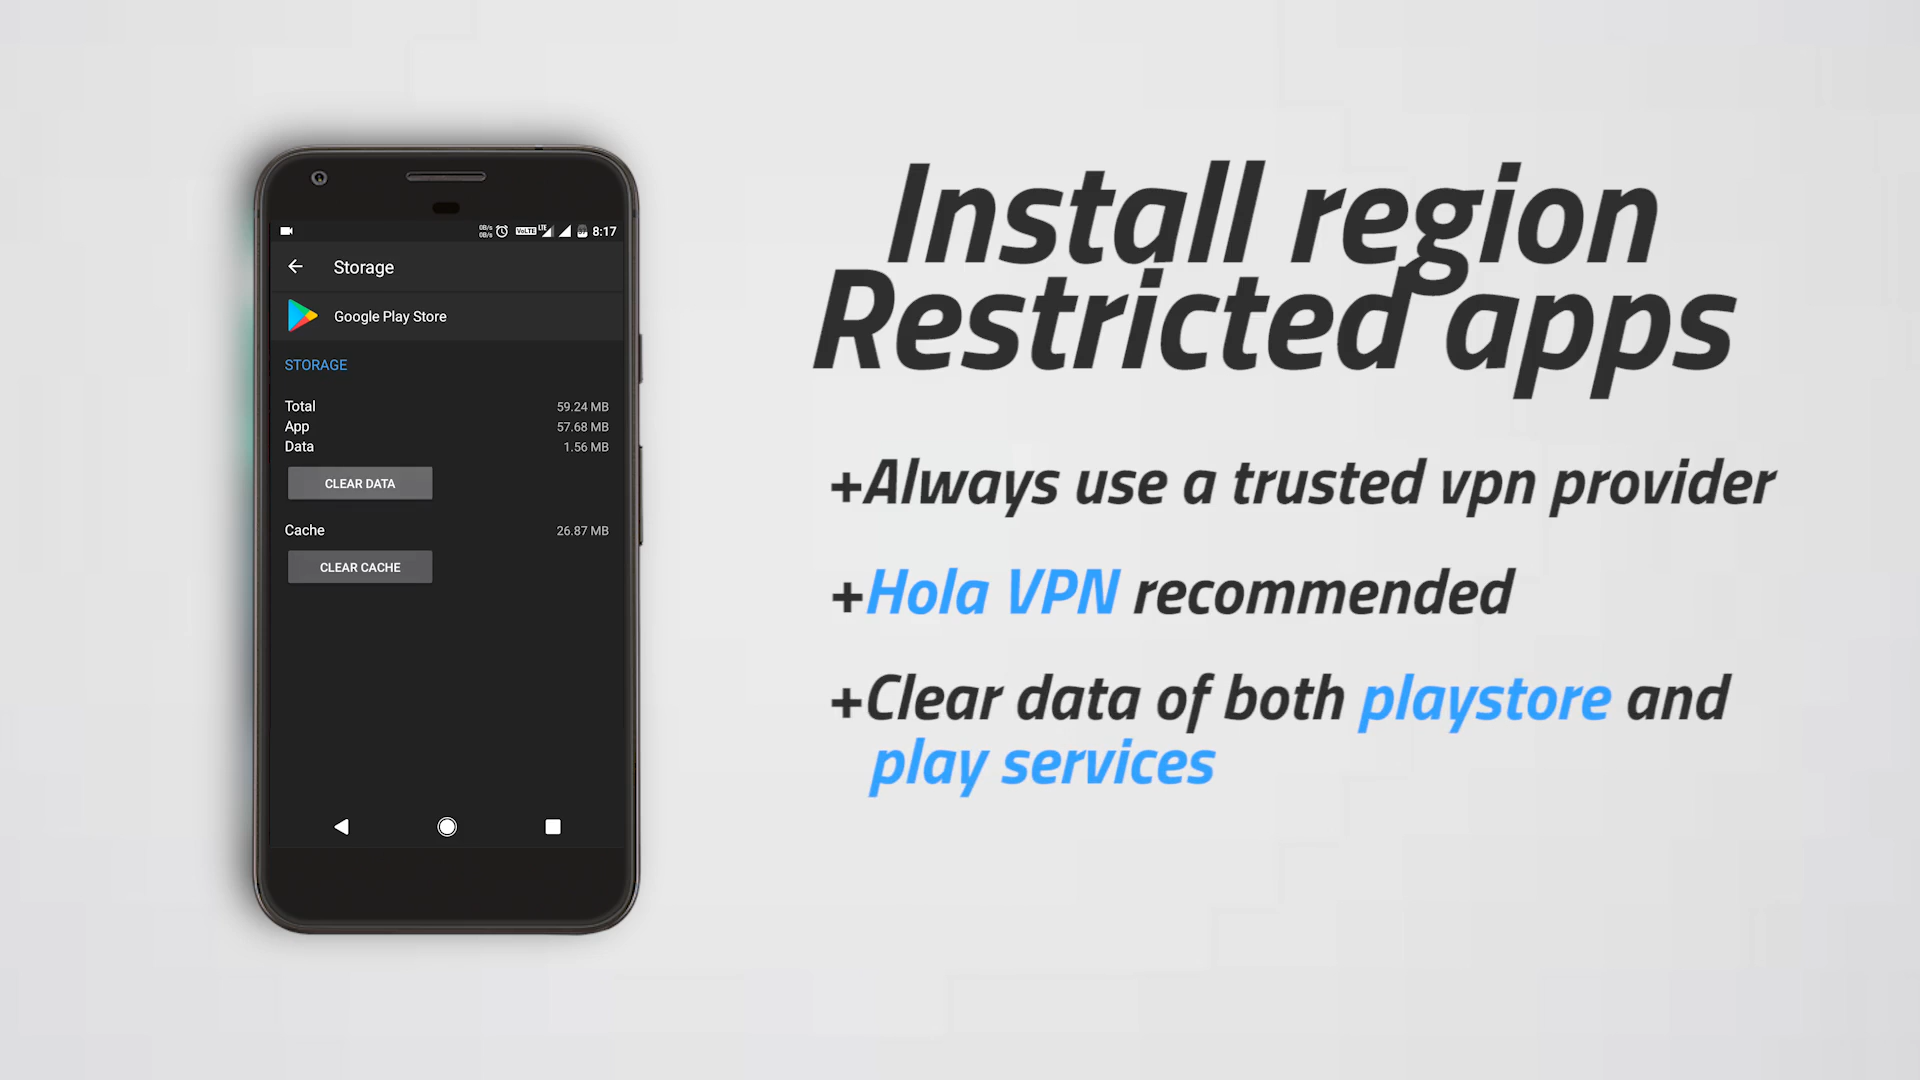 8:17
Storage
Google Play Store
STORAGE
Total 59.24 MB
App 57.68 MB
Data 1.56 MB
CLEAR DATA
Cache 26.87 MB
CLEAR CACHE
Install region
Restricted apps
+Always use a trusted vpn provider
+Hola VPN recommended
+Clear data of both playstore and
play services